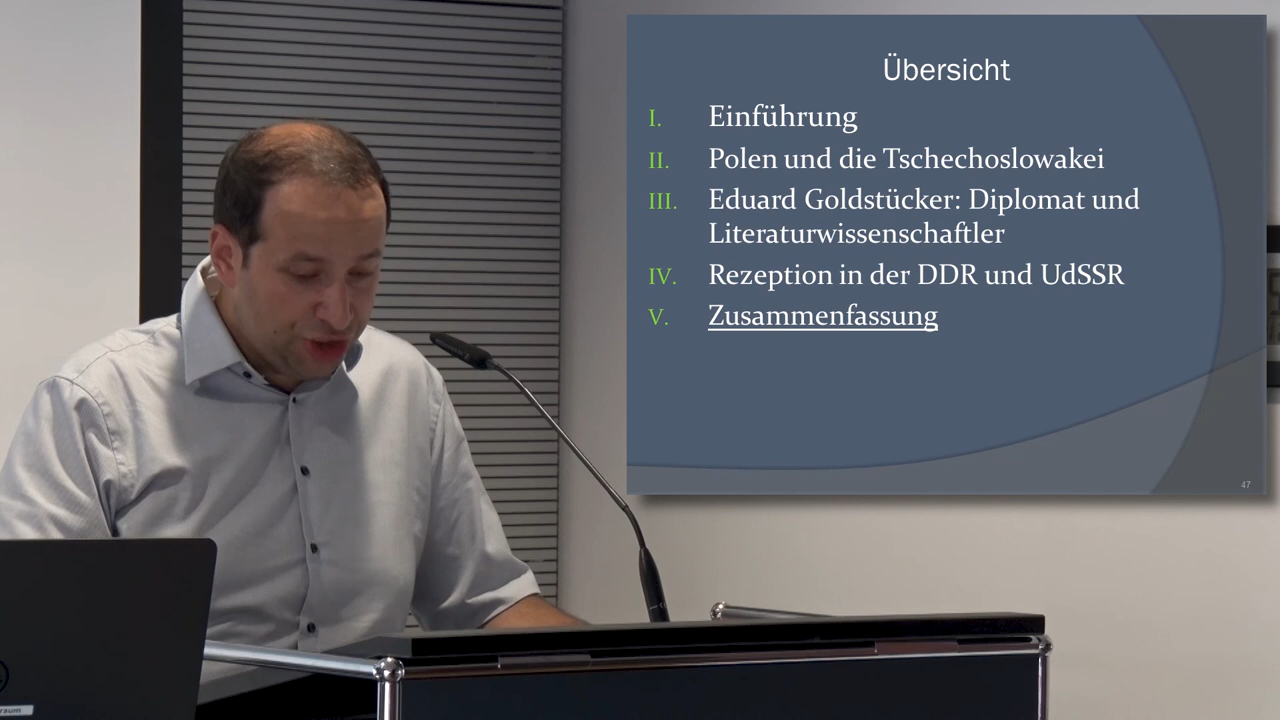 Übersicht
I. Einführung
II. Polen und die Tschechoslowakei
III. Eduard Goldstücker: Diplomat und
Literaturwissenschaftler
IV. Rezeption in der DDR und UdSSR
V. Zusammenfassung
47